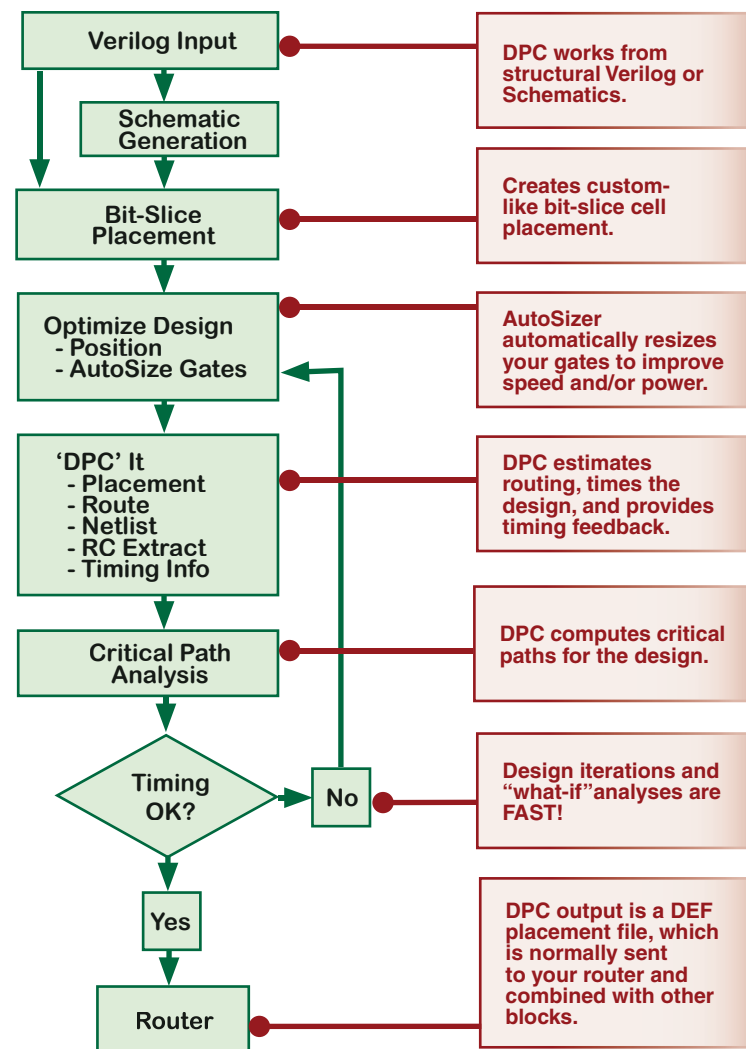 Verilog Input
DPC works from
structural Verilog or
Schematics.
Schematic
Generation
Bit-Slice
Placement
Creates custom-
like bit-slice cell
placement.
Optimize Design
- Position
- AutoSize Gates
AutoSizer
automatically resizes
your gates to improve
speed and/or power.
‘DPC’ It
- Placement
- Route
- Netlist
- RC Extract
- Timing Info
DPC estimates
routing, times the
design, and provides
timing feedback.
Critical Path
Analysis
DPC computes critical
paths for the design.
Timing
OK?
No
Design iterations and
“what-if”analyses are
FAST!
Yes
Router
DPC output is a DEF
placement file, which
is normally sent
to your router and
combined with other
blocks.